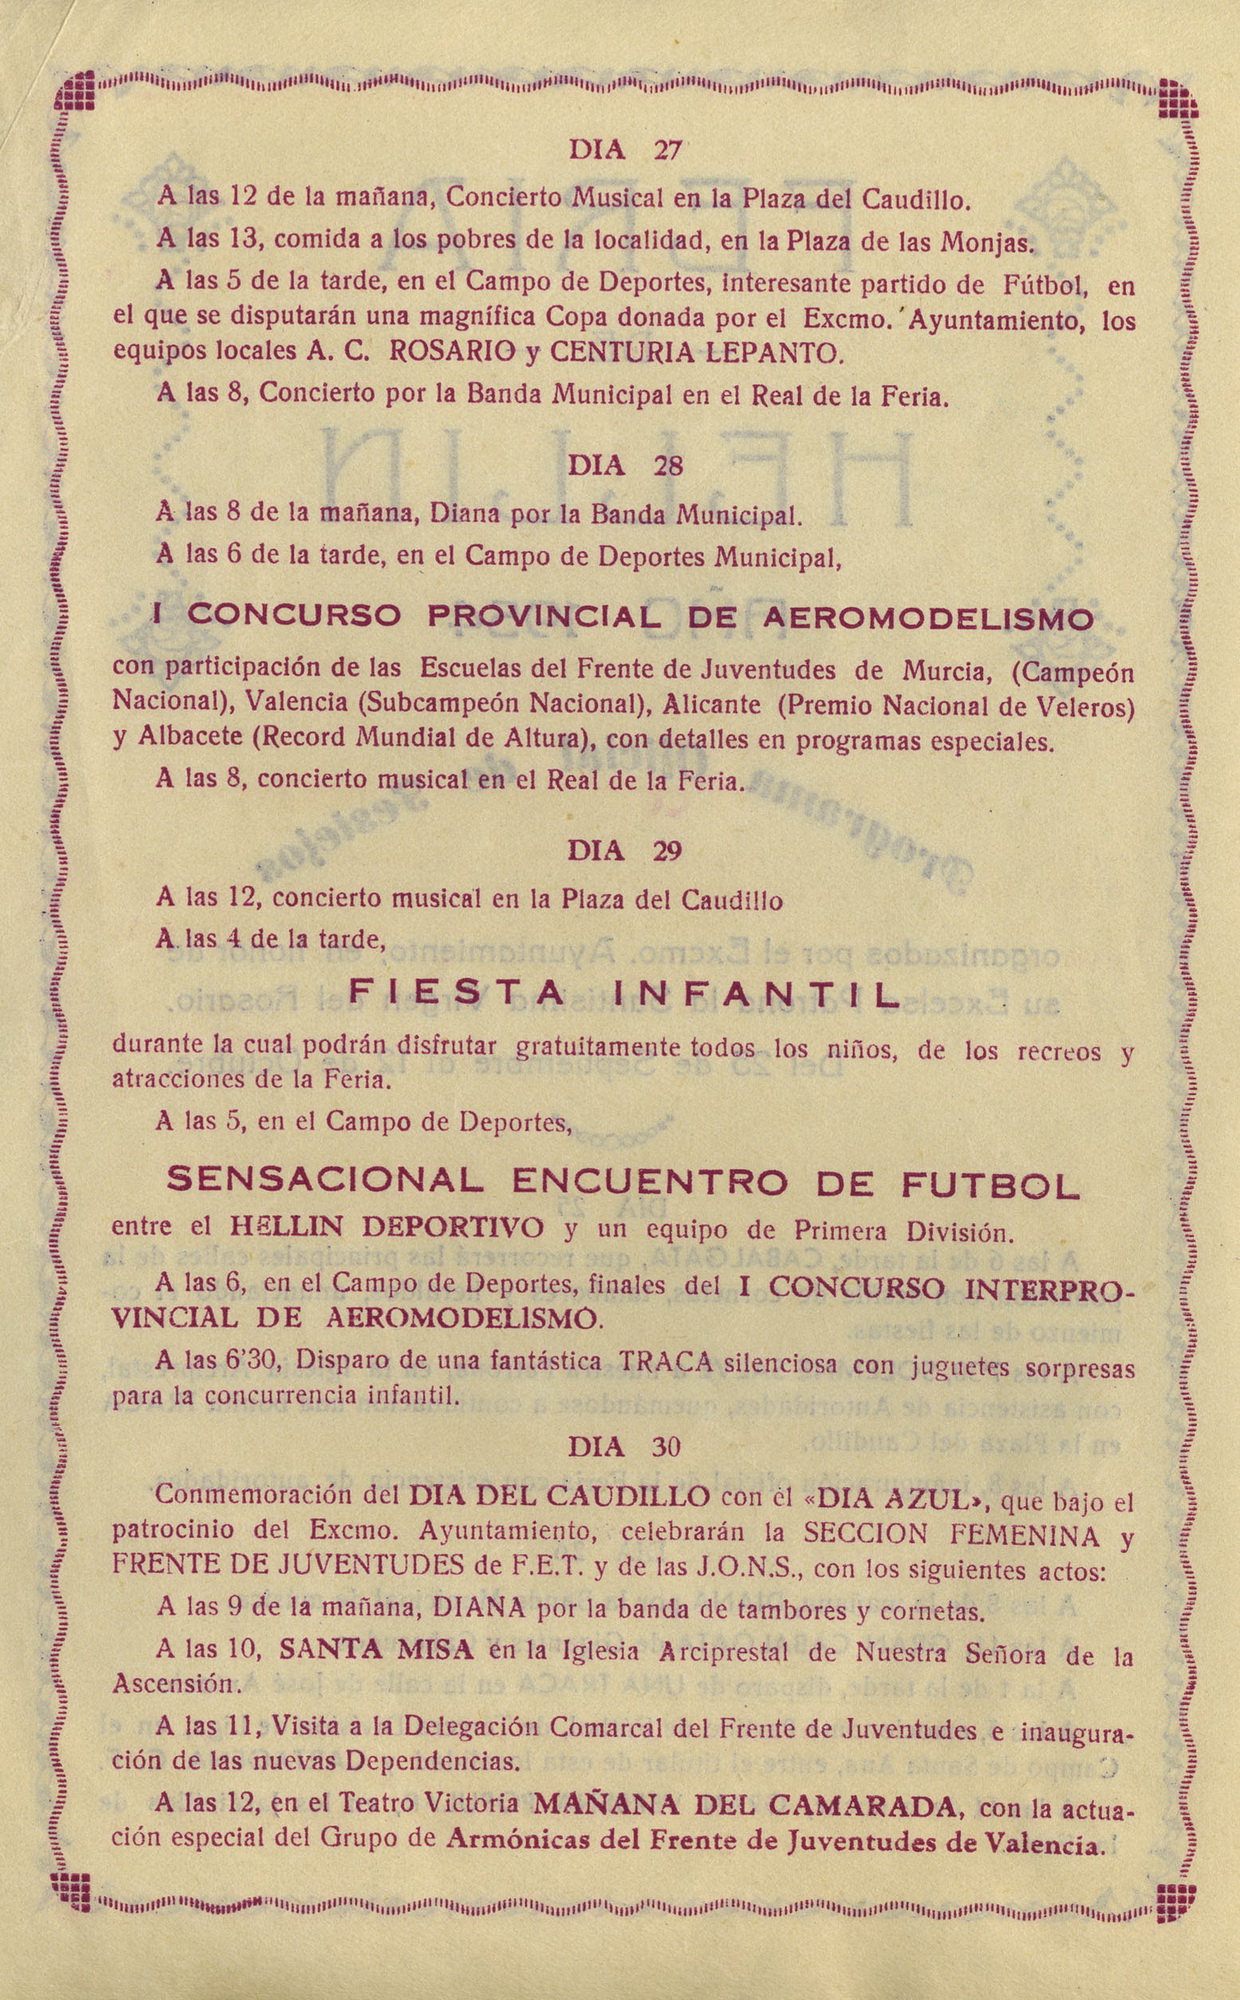 DIA 27
A las 12 de la mañana, Concierto Musical en la Plaza del Caudillo.
A las 13, comida a los pobres de la localidad, en la Plaza de las Monjas.
A las 5 de la tarde, en el Campo de Deportes, interesante partido de Fútbol, en
el que se disputarán una magnífica Copa donada por el Excmo. Ayuntamiento, los
equipos locales A. C. ROSARIO y CENTURIA LEPANTO.
A las 8, Concierto por la Banda Municipal en el Real de la Feria.
DIA 28
A las 8 de la mañana, Diana por la Banda Municipal.
A las 6 de la tarde, en el Campo de Deportes Municipal,
I CONCURSO PROVINCIAL DE AEROMODELISMO
con participación de las Escuelas del Frente de Juventudes de Murcia, (Campeón
Nacional), Valencia (Subcampeón Nacional), Alicante (Premio Nacional de Veleros)
y Albacete (Record Mundial de Altura), con detalles en programas especiales.
A las 8, concierto musical en el Real de la Feria.
DIA 29
A las 12, concierto musical en la Plaza del Caudillo
A las 4 de la tarde,
FIESTA INFANTIL
durante la cual podrán disfrutar gratuitamente todos los niños, de los recreos y
atracciones de la Feria.
A las 5, en el Campo de Deportes,
SENSACIONAL ENCUENTRO DE FUTBOL
entre el HELLIN DEPORTIVO y un equipo de Primera División.
A las 6, en el Campo de Deportes, finales del I CONCURSO INTERPRO-
VINCIAL DE AEROMODELISMO.
A las 6'30, Disparo de una fantástica TRACA silenciosa con juguetes sorpresas
para la concurrencia infantil.
DIA 30
Conmemoración del DIA DEL CAUDILLO con el «DIA AZUL», que bajo el
patrocinio del Excmo. Ayuntamiento, celebrarán la SECCION FEMENINA y
FRENTE DE JUVENTUDES de F.E.T. y de las J.O.N.S., con los siguientes actos:
A las 9 de la mañana, DIANA por la banda de tambores y cornetas.
A las 10, SANTA MISA en la Iglesia Arciprestal de Nuestra Señora de la
Ascensión.
A las 11, Visita a la Delegación Comarcal del Frente de Juventudes e inaugura-
ción de las nuevas Dependencias.
A las 12, en el Teatro Victoria MAÑANA DEL CAMARADA, con la actua-
ción especial del Grupo de Armónicas del Frente de Juventudes de Valencia.